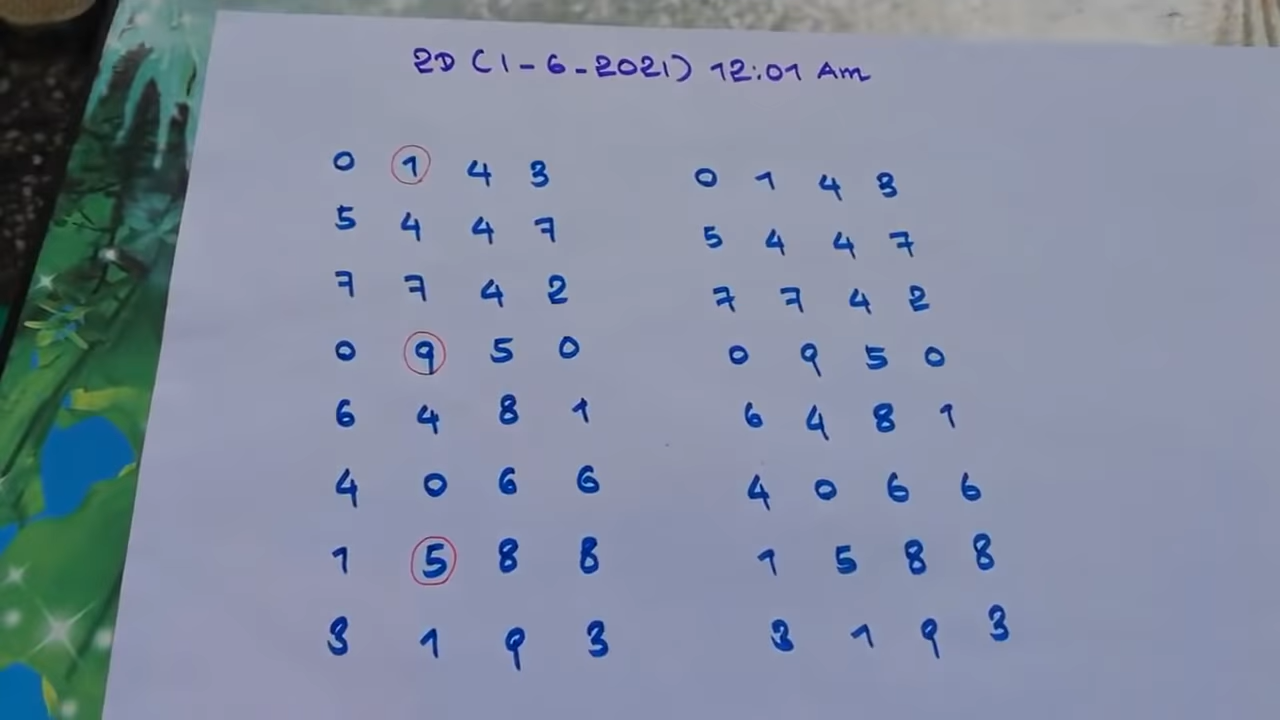 2D (1-6-2021) 12:01 Am
0 1 4 3 0 1 4 3
5 4 4 7 5 4 4 7
7 7 4 2 7 7 4 2
0 9 5 0 0 9 5 0
6 4 8 1 6 4 8 1
4 0 6 6 4 0 6 6
1 5 8 8 1 5 8 8
3 1 9 3 3 1 9 3